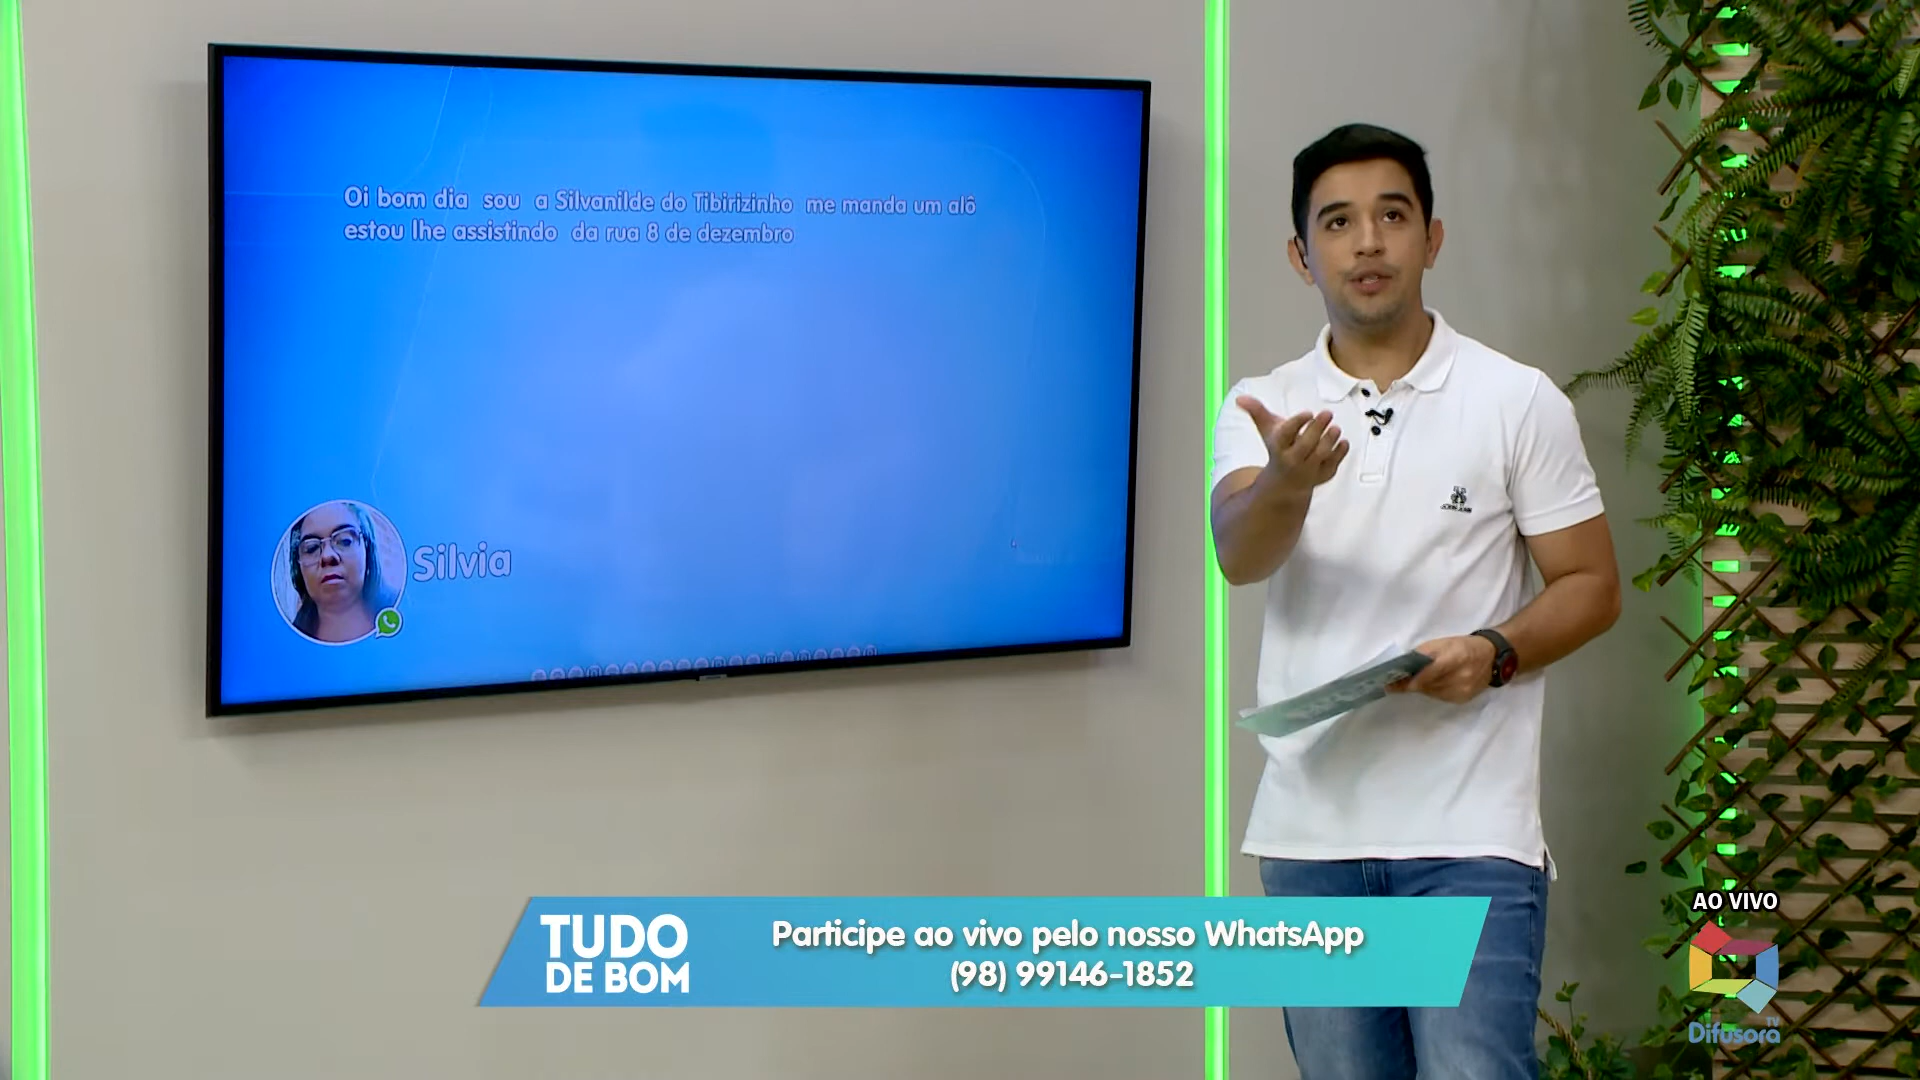 Oi bom dia sou a Silvanilde do Tibirizinho me manda um alô
estou lhe assistindo da rua 8 de dezembro
Silvia
TUDO
DE BOM
Participe ao vivo pelo nosso WhatsApp
(98) 99146-1852
AO VIVO
TV
Difusora